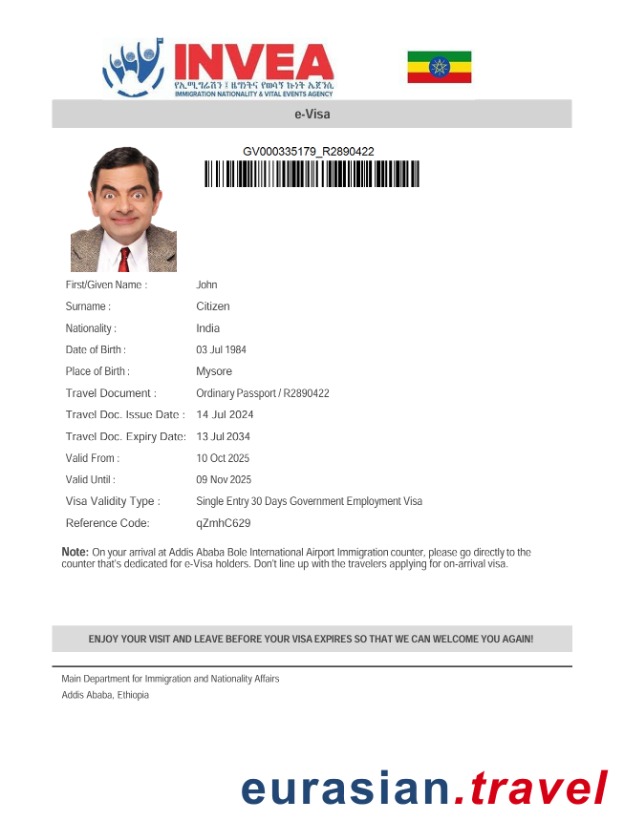 INVEA
የኢሚግሬሽን፣ ዜግነትና የወሳኝ ኩነት ኤጀንሲ
IMMIGRATION NATIONALITY & VITAL EVENTS AGENCY
e-Visa
GV000335179_R2890422
First/Given Name : John
Surname : Citizen
Nationality : India
Date of Birth : 03 Jul 1984
Place of Birth : Mysore
Travel Document : Ordinary Passport / R2890422
Travel Doc. Issue Date : 14 Jul 2024
Travel Doc. Expiry Date: 13 Jul 2034
Valid From : 10 Oct 2025
Valid Until : 09 Nov 2025
Visa Validity Type : Single Entry 30 Days Government Employment Visa
Reference Code: qZmhC629
Note: On your arrival at Addis Ababa Bole International Airport Immigration counter, please go directly to the
counter that's dedicated for e-Visa holders. Don't line up with the travelers applying for on-arrival visa.
ENJOY YOUR VISIT AND LEAVE BEFORE YOUR VISA EXPIRES SO THAT WE CAN WELCOME YOU AGAIN!
Main Department for Immigration and Nationality Affairs
Addis Ababa, Ethiopia
eurasian.travel